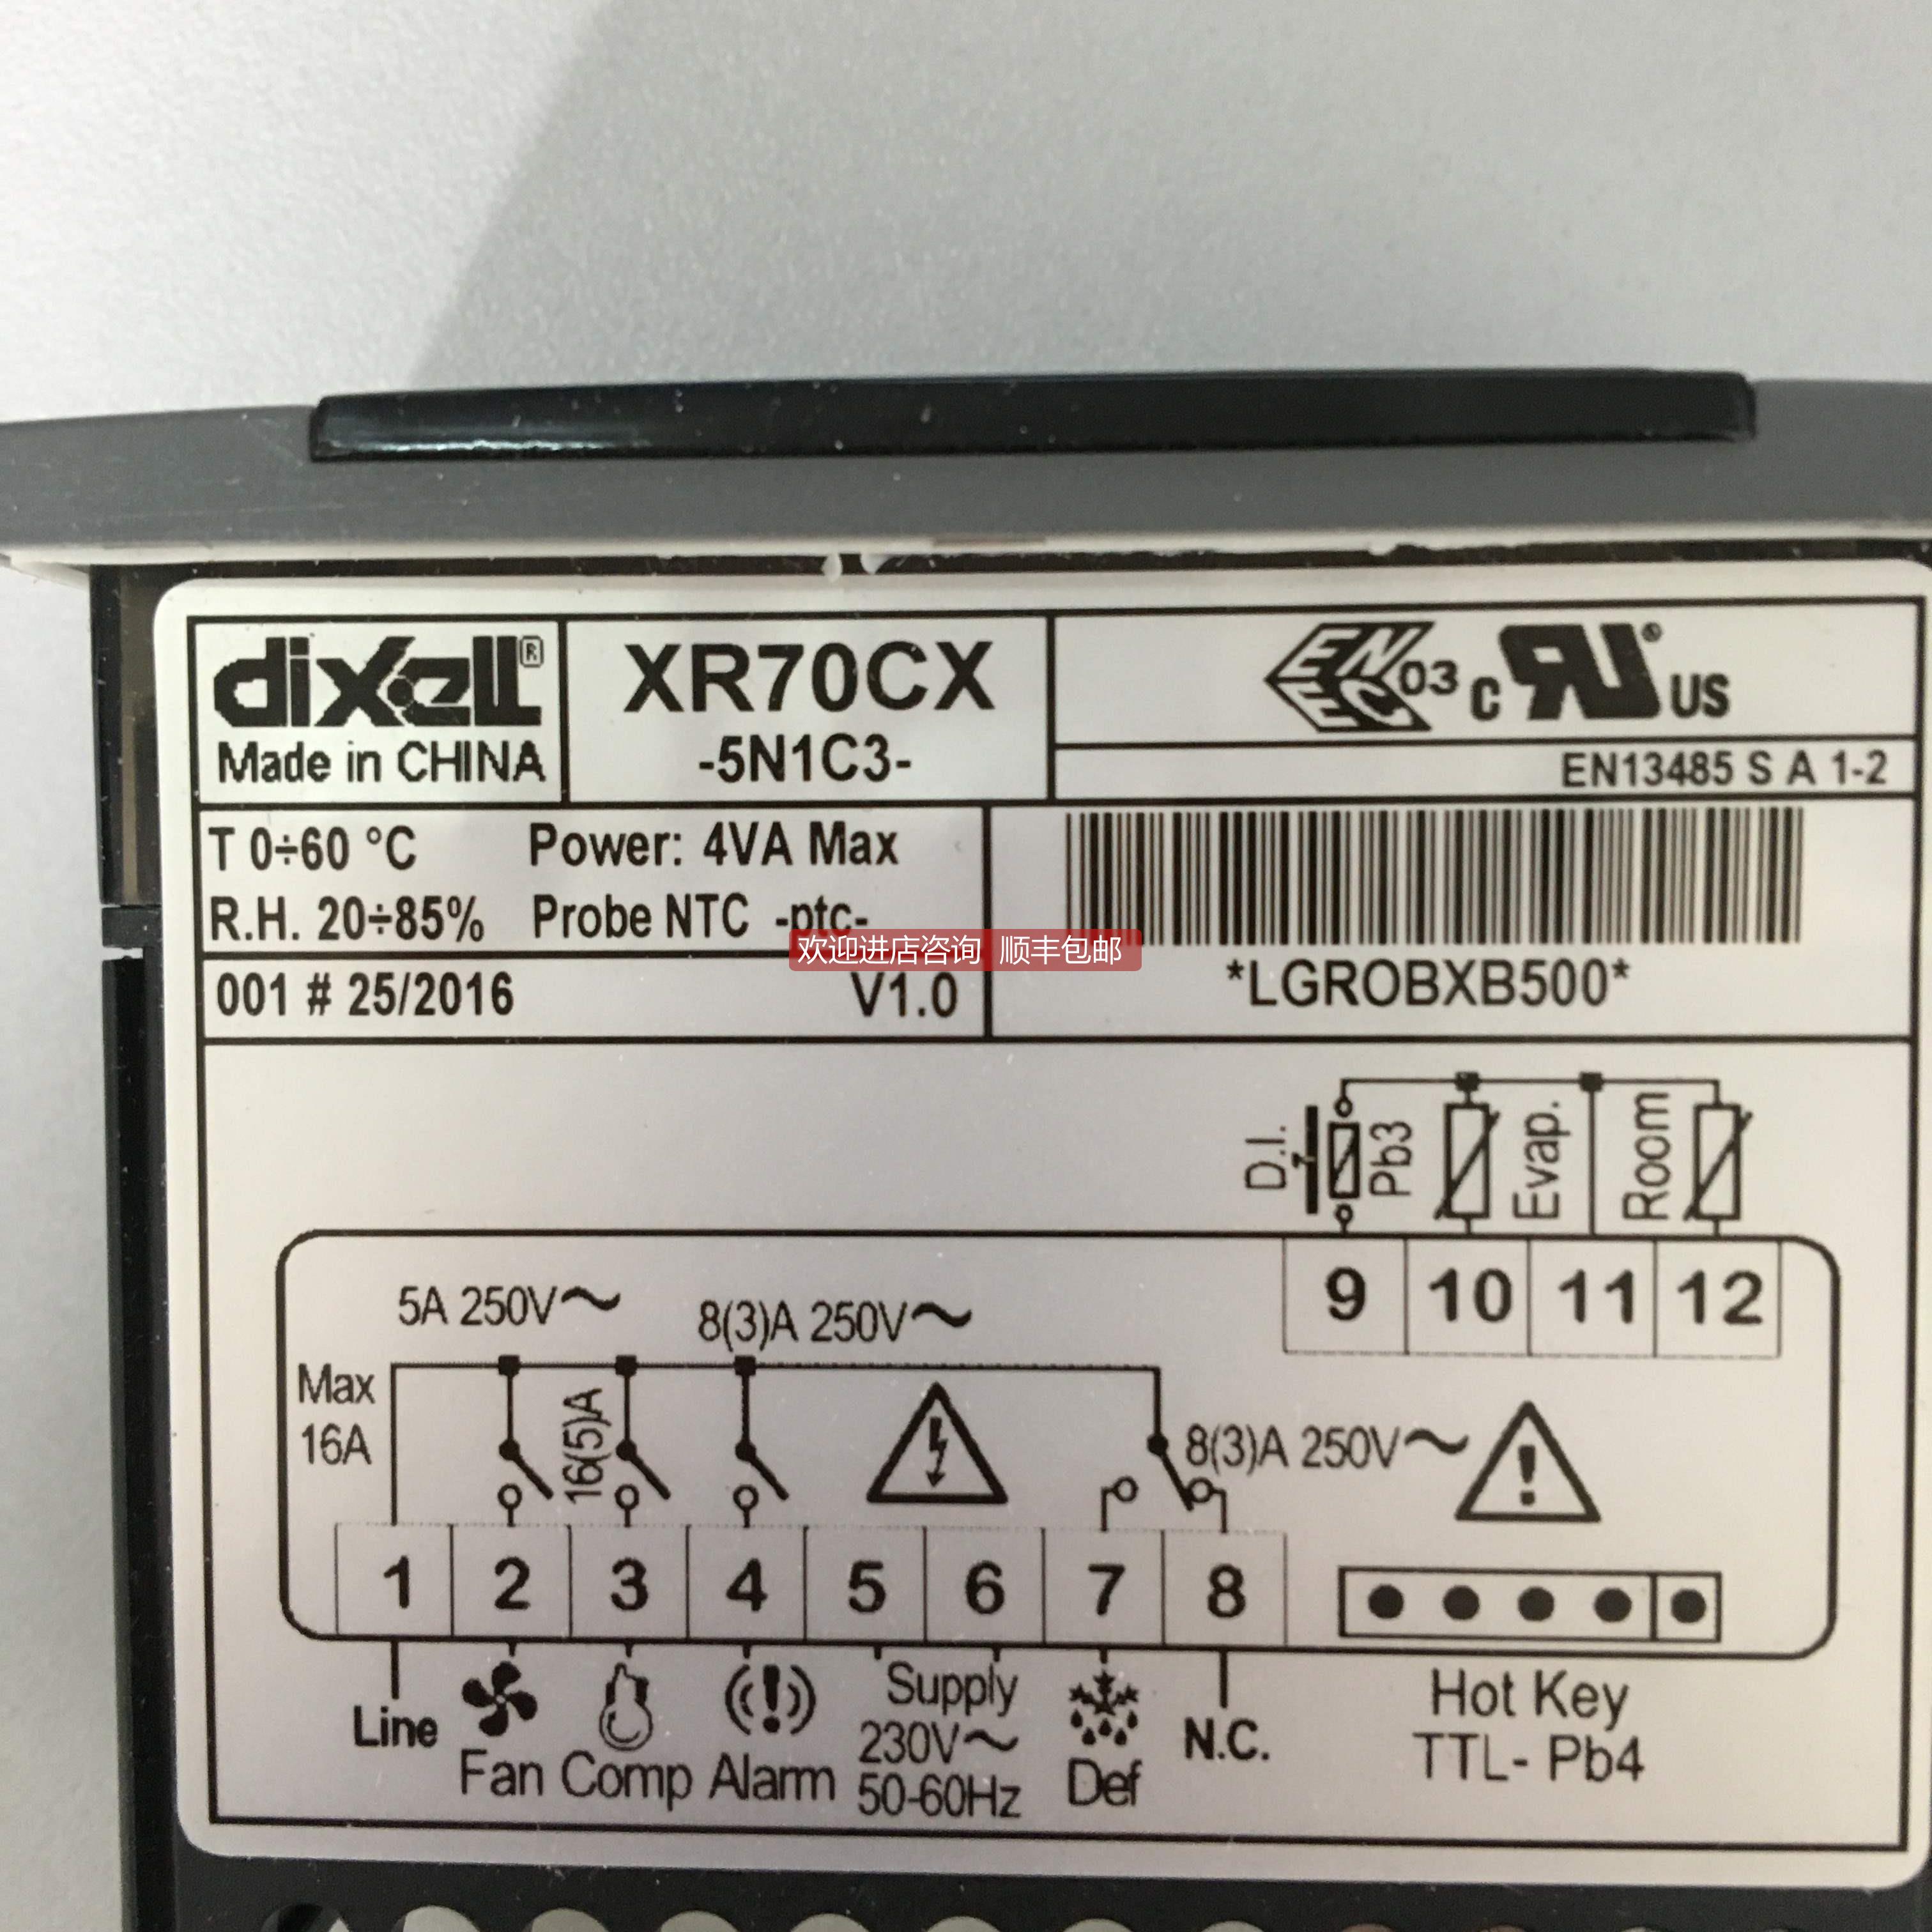 dixell®
Made in CHINA
XR70CX
-5N1C3-
ENEC 03 c RU® US
EN13485 S A 1-2
T 0÷60 °C Power: 4VA Max
R.H. 20÷85% Probe NTC -ptc-
欢迎进店咨询 顺丰包邮
001 # 25/2016 V1.0
*LGROBXB500*
D.I.
Pb3
Evap.
Room
9 10 11 12
5A 250V~
8(3)A 250V~
Max
16A
16(5)A
8(3)A 250V~
1 2 3 4 5 6 7 8
Line
Fan
Comp
Alarm
Supply
230V~
50-60Hz
Def
N.C.
Hot Key
TTL- Pb4